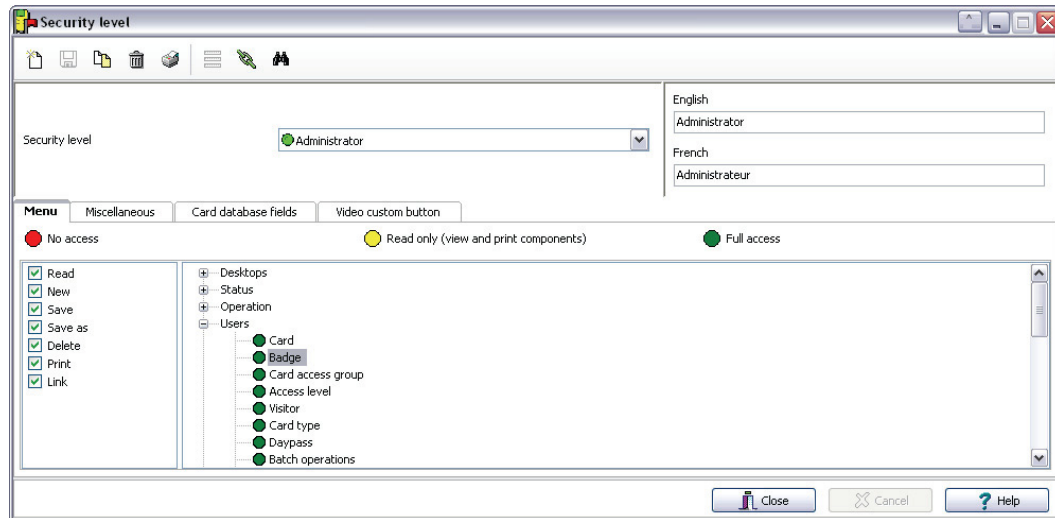 Security level
English
Administrator
Security level
Administrator
French
Administrateur
Menu Miscellaneous Card database fields Video custom button
No access Read only (view and print components) Full access
Read
New
Save
Save as
Delete
Print
Link
Desktops
Status
Operation
Users
Card
Badge
Card access group
Access level
Visitor
Card type
Daypass
Batch operations
Close Cancel ? Help